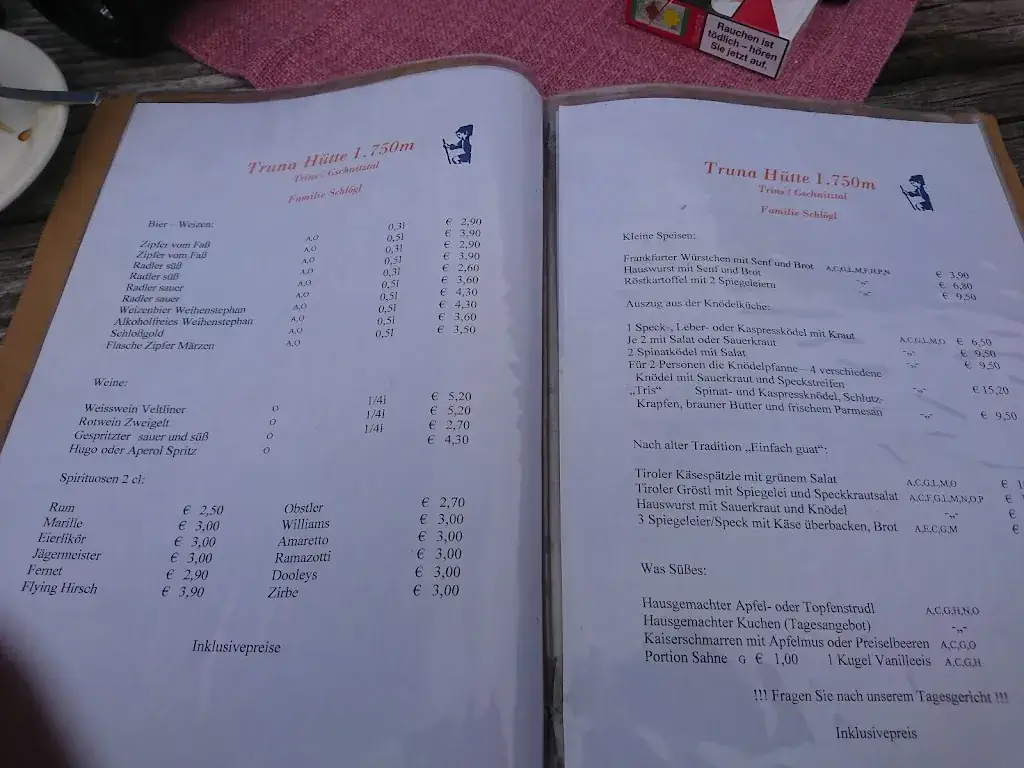 Rauchen ist
tödlich – hören
Sie jetzt auf.
Truna Hütte 1.750m
Trins / Gschnitztal
Familie Schlögl
Bier – Weizen:
Zipfer vom Faß A,O 0,3l € 2,90
Zipfer vom Faß A,O 0,5l € 3,90
Radler süß A,O 0,3l € 2,90
Radler süß A,O 0,5l € 3,90
Radler sauer A,O 0,3l € 2,60
Radler sauer A,O 0,5l € 3,60
Weizenbier Weihenstephan A,O 0,5l € 4,30
Alkoholfreies Weihenstephan A,O 0,5l € 4,30
Schloßgold A,O 0,5l € 3,60
Flasche Zipfer Märzen A,O 0,5l € 3,50
Weine:
Weisswein Veltliner O 1/4l € 5,20
Rotwein Zweigelt O 1/4l € 5,20
Gespritzter sauer und süß O 1/4l € 2,70
Hugo oder Aperol Spritz O € 4,30
Spirituosen 2 cl:
Rum € 2,50 Obstler € 2,70
Marille € 3,00 Williams € 3,00
Eierlikör € 3,00 Amaretto € 3,00
Jägermeister € 3,00 Ramazotti € 3,00
Fernet € 2,90 Dooleys € 3,00
Flying Hirsch € 3,90 Zirbe € 3,00
Inklusivepreise
Truna Hütte 1.750m
Trins / Gschnitztal
Familie Schlögl
Kleine Speisen:
Frankfurter Würstchen mit Senf und Brot A,C,G,L,M,F,H,P,N € 3,90
Hauswurst mit Senf und Brot -„- € 6,80
Röstkartoffel mit 2 Spiegeleiern -„- € 9,50
Auszug aus der Knödelküche:
1 Speck-, Leber- oder Kaspressködel mit Kraut A,C,G,L,M,O € 6,50
Je 2 mit Salat oder Sauerkraut -„- € 9,50
2 Spinatködel mit Salat -„- € 9,50
Für 2 Personen die Knödelpfanne– 4 verschiedene
Knödel mit Sauerkraut und Speckstreifen -„- € 15,20
„Tris“ Spinat- und Kaspressknödel, Schlutz-
Krapfen, brauner Butter und frischem Parmesan -„- € 9,50
Nach alter Tradition „Einfach guat“:
Tiroler Käsespätzle mit grünem Salat A,C,G,L,M,O €
Tiroler Gröstl mit Spiegelei und Speckkrautsalat A,C,F,G,L,M,N,O,P €
Hauswurst mit Sauerkraut und Knödel -„- €
3 Spiegeleier/Speck mit Käse überbacken, Brot A,E,C,G,M €
Was Süßes:
Hausgemachter Apfel- oder Topfenstrudl A,C,G,H,N,O
Hausgemachter Kuchen (Tagesangebot) -„-
Kaiserschmarren mit Apfelmus oder Preiselbeeren A,C,G,O
Portion Sahne G € 1,00 1 Kugel Vanilleeis A,C,G,H
!!! Fragen Sie nach unserem Tagesgericht !!!
Inklusivepreis